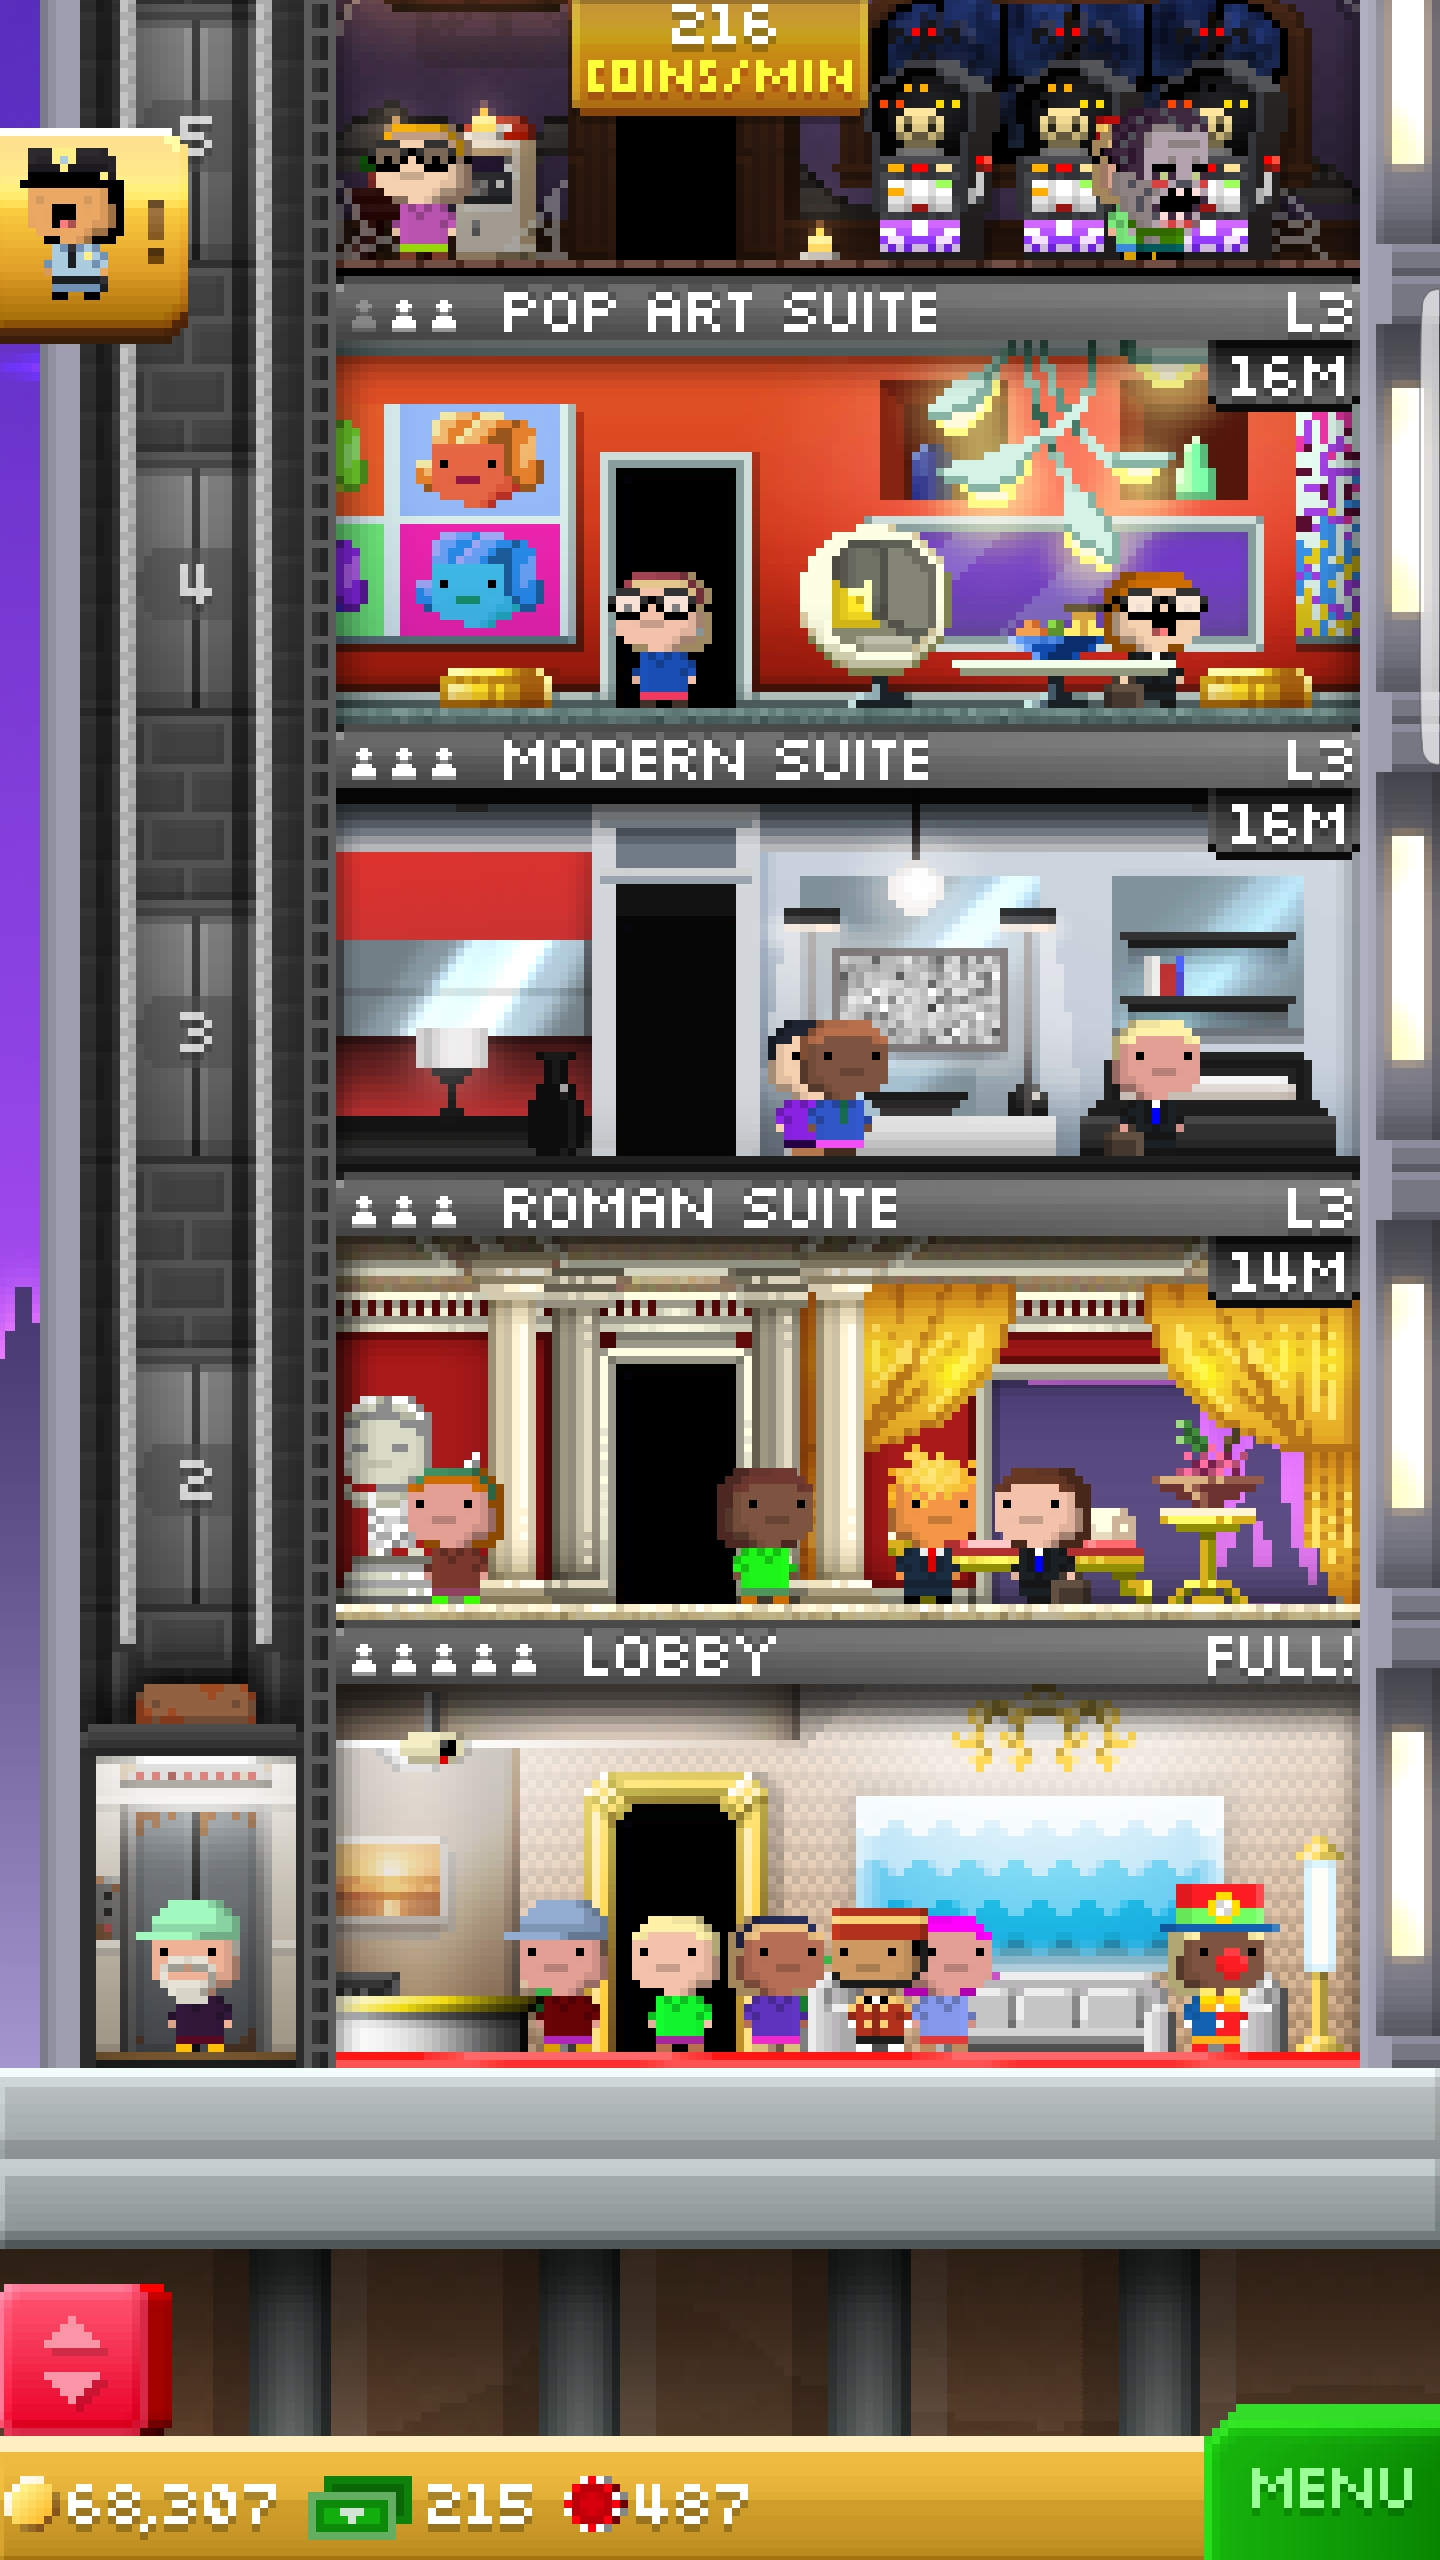 216
COINS/MIN
5
!
POP ART SUITE L3
16M
4
MODERN SUITE L3
16M
3
ROMAN SUITE L3
14M
2
LOBBY FULL!
68,307 215 487
MENU